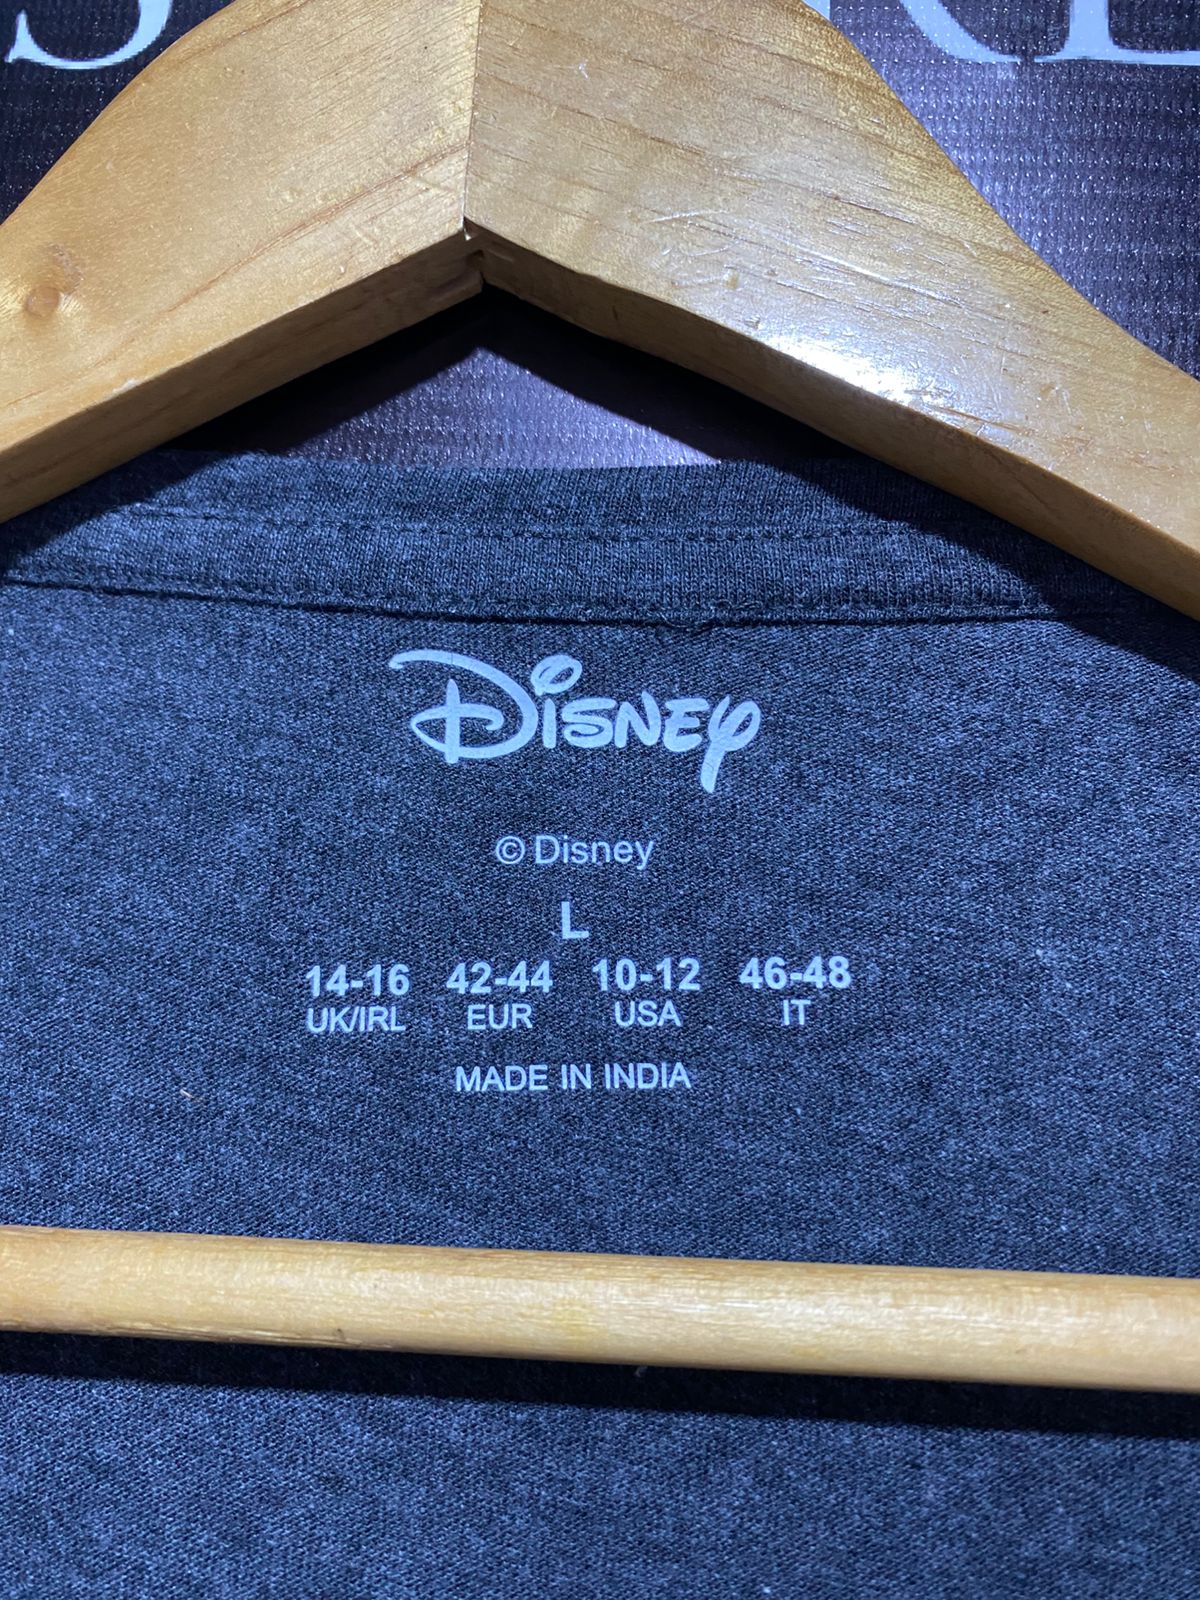 Disney
© Disney
L
14-16 42-44 10-12 46-48
UK/IRL EUR USA IT
MADE IN INDIA